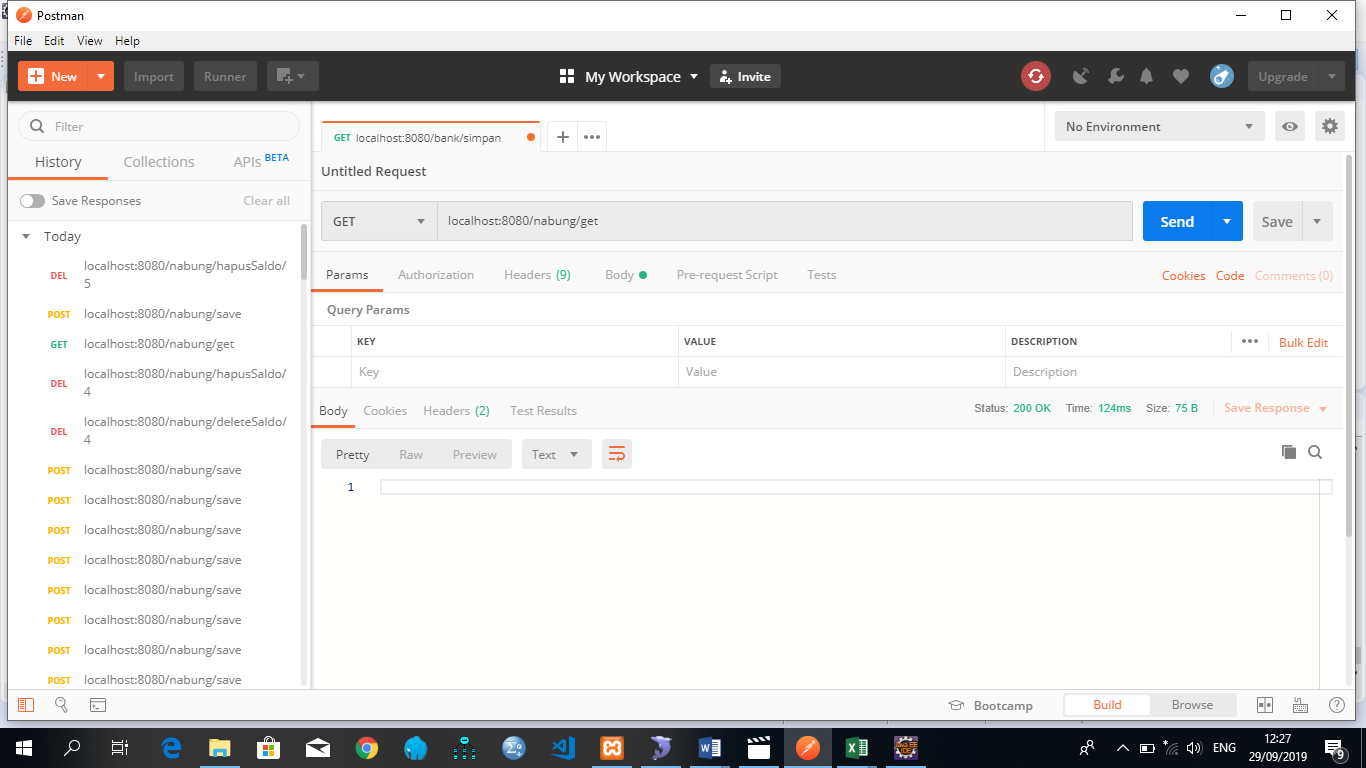 Postman
File Edit View Help
New Import Runner My Workspace Invite Upgrade
Filter
History Collections APIs BETA
Save Responses Clear all
Today
DEL localhost:8080/nabung/hapusSaldo/
5
POST localhost:8080/nabung/save
GET localhost:8080/nabung/get
DEL localhost:8080/nabung/hapusSaldo/
4
DEL localhost:8080/nabung/deleteSaldo/
4
POST localhost:8080/nabung/save
POST localhost:8080/nabung/save
POST localhost:8080/nabung/save
POST localhost:8080/nabung/save
POST localhost:8080/nabung/save
POST localhost:8080/nabung/save
POST localhost:8080/nabung/save
POST localhost:8080/nabung/save
GET localhost:8080/bank/simpan
No Environment
Untitled Request
GET localhost:8080/nabung/get Send Save
Params Authorization Headers (9) Body Pre-request Script Tests Cookies Code Comments (0)
Query Params
KEY VALUE DESCRIPTION Bulk Edit
Key Value Description
Body Cookies Headers (2) Test Results Status: 200 OK Time: 124ms Size: 75 B Save Response
Pretty Raw Preview Text
1
Bootcamp Build Browse
ENG
12:27
29/09/2019
9